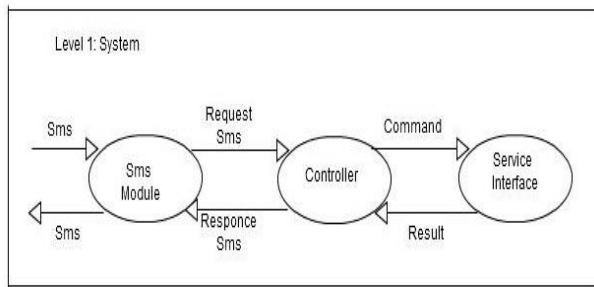 Level 1: System
Sms
Request
Sms
Command
Sms
Module
Controller
Service
Interface
Sms
Responce
Sms
Result